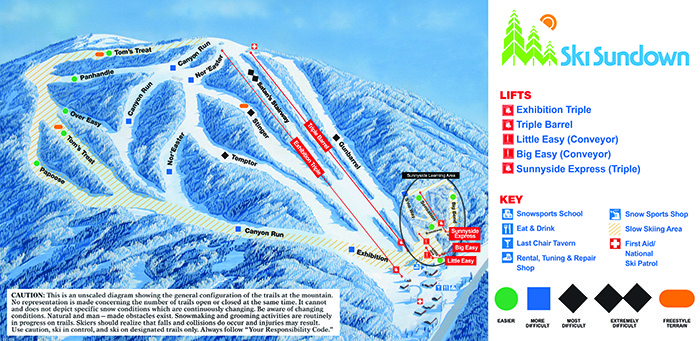 Tom's Treat
Canyon Run
Panhandle
Nor'Easter
Canyon Run
Satan's Stairway
Over Easy
Stinger
Tom's Treat
Nor'Easter
Triple Barrel
Gunbarrel
Exhibition Triple
Temptor
Papoose
Sunnyside Learning Area
Canyon Run
Exhibition
Sunnyside
Express
Big Easy
Little Easy
CAUTION: This is an unscaled diagram showing the general configuration of the trails at the mountain.
No representation is made concerning the number of trails open or closed at the same time. It cannot
and does not depict specific snow conditions which are continuously changing. Be aware of changing
conditions. Natural and man – made obstacles exist. Snowmaking and grooming activities are routinely
in progress on trails. Skiers should realize that falls and collisions do occur and injuries may result.
Use caution, ski in control, and ski on designated trails only. Always follow "Your Responsibility Code."
Ski Sundown
LIFTS
Exhibition Triple
Triple Barrel
Little Easy (Conveyor)
Big Easy (Conveyor)
Sunnyside Express (Triple)
KEY
Snowsports School
Eat & Drink
Last Chair Tavern
Rental, Tuning & Repair
Shop
Snow Sports Shop
Slow Skiing Area
First Aid/
National
Ski Patrol
EASIER
MORE
DIFFICULT
MOST
DIFFICULT
EXTREMELY
DIFFICULT
FREESTYLE
TERRAIN